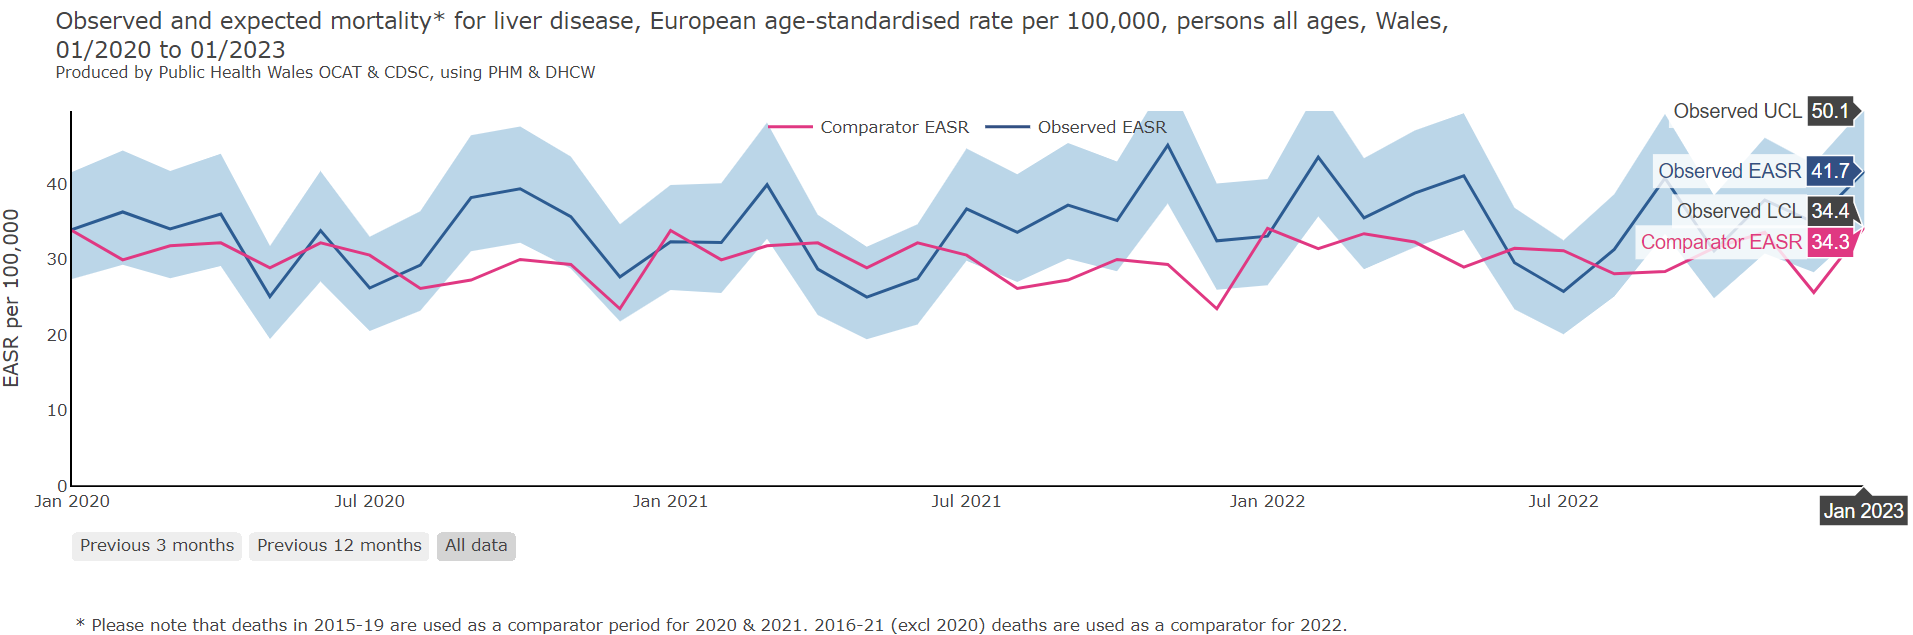 Observed and expected mortality* for liver disease, European age-standardised rate per 100,000, persons all ages, Wales,
01/2020 to 01/2023
Produced by Public Health Wales OCAT & CDSC, using PHM & DHCW
Comparator EASR
Observed EASR
Observed UCL 50.1
Observed EASR 41.7
Observed LCL 34.4
Comparator EASR 34.3
EASR per 100,000
40
30
20
10
0
Jan 2020
Jul 2020
Jan 2021
Jul 2021
Jan 2022
Jul 2022
Jan 2023
Previous 3 months
Previous 12 months
All data
* Please note that deaths in 2015-19 are used as a comparator period for 2020 & 2021. 2016-21 (excl 2020) deaths are used as a comparator for 2022.